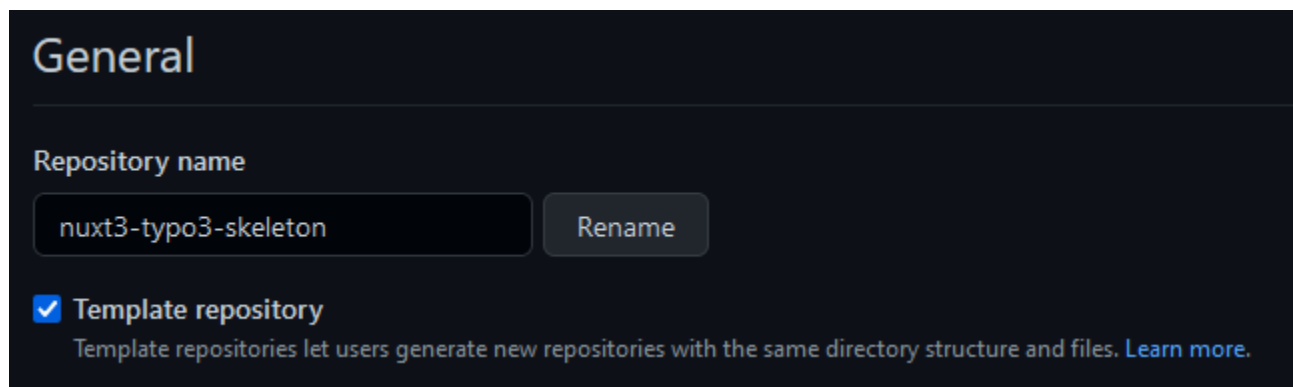 General
Repository name
nuxt3-typo3-skeleton
Rename
Template repository
Template repositories let users generate new repositories with the same directory structure and files. Learn more.